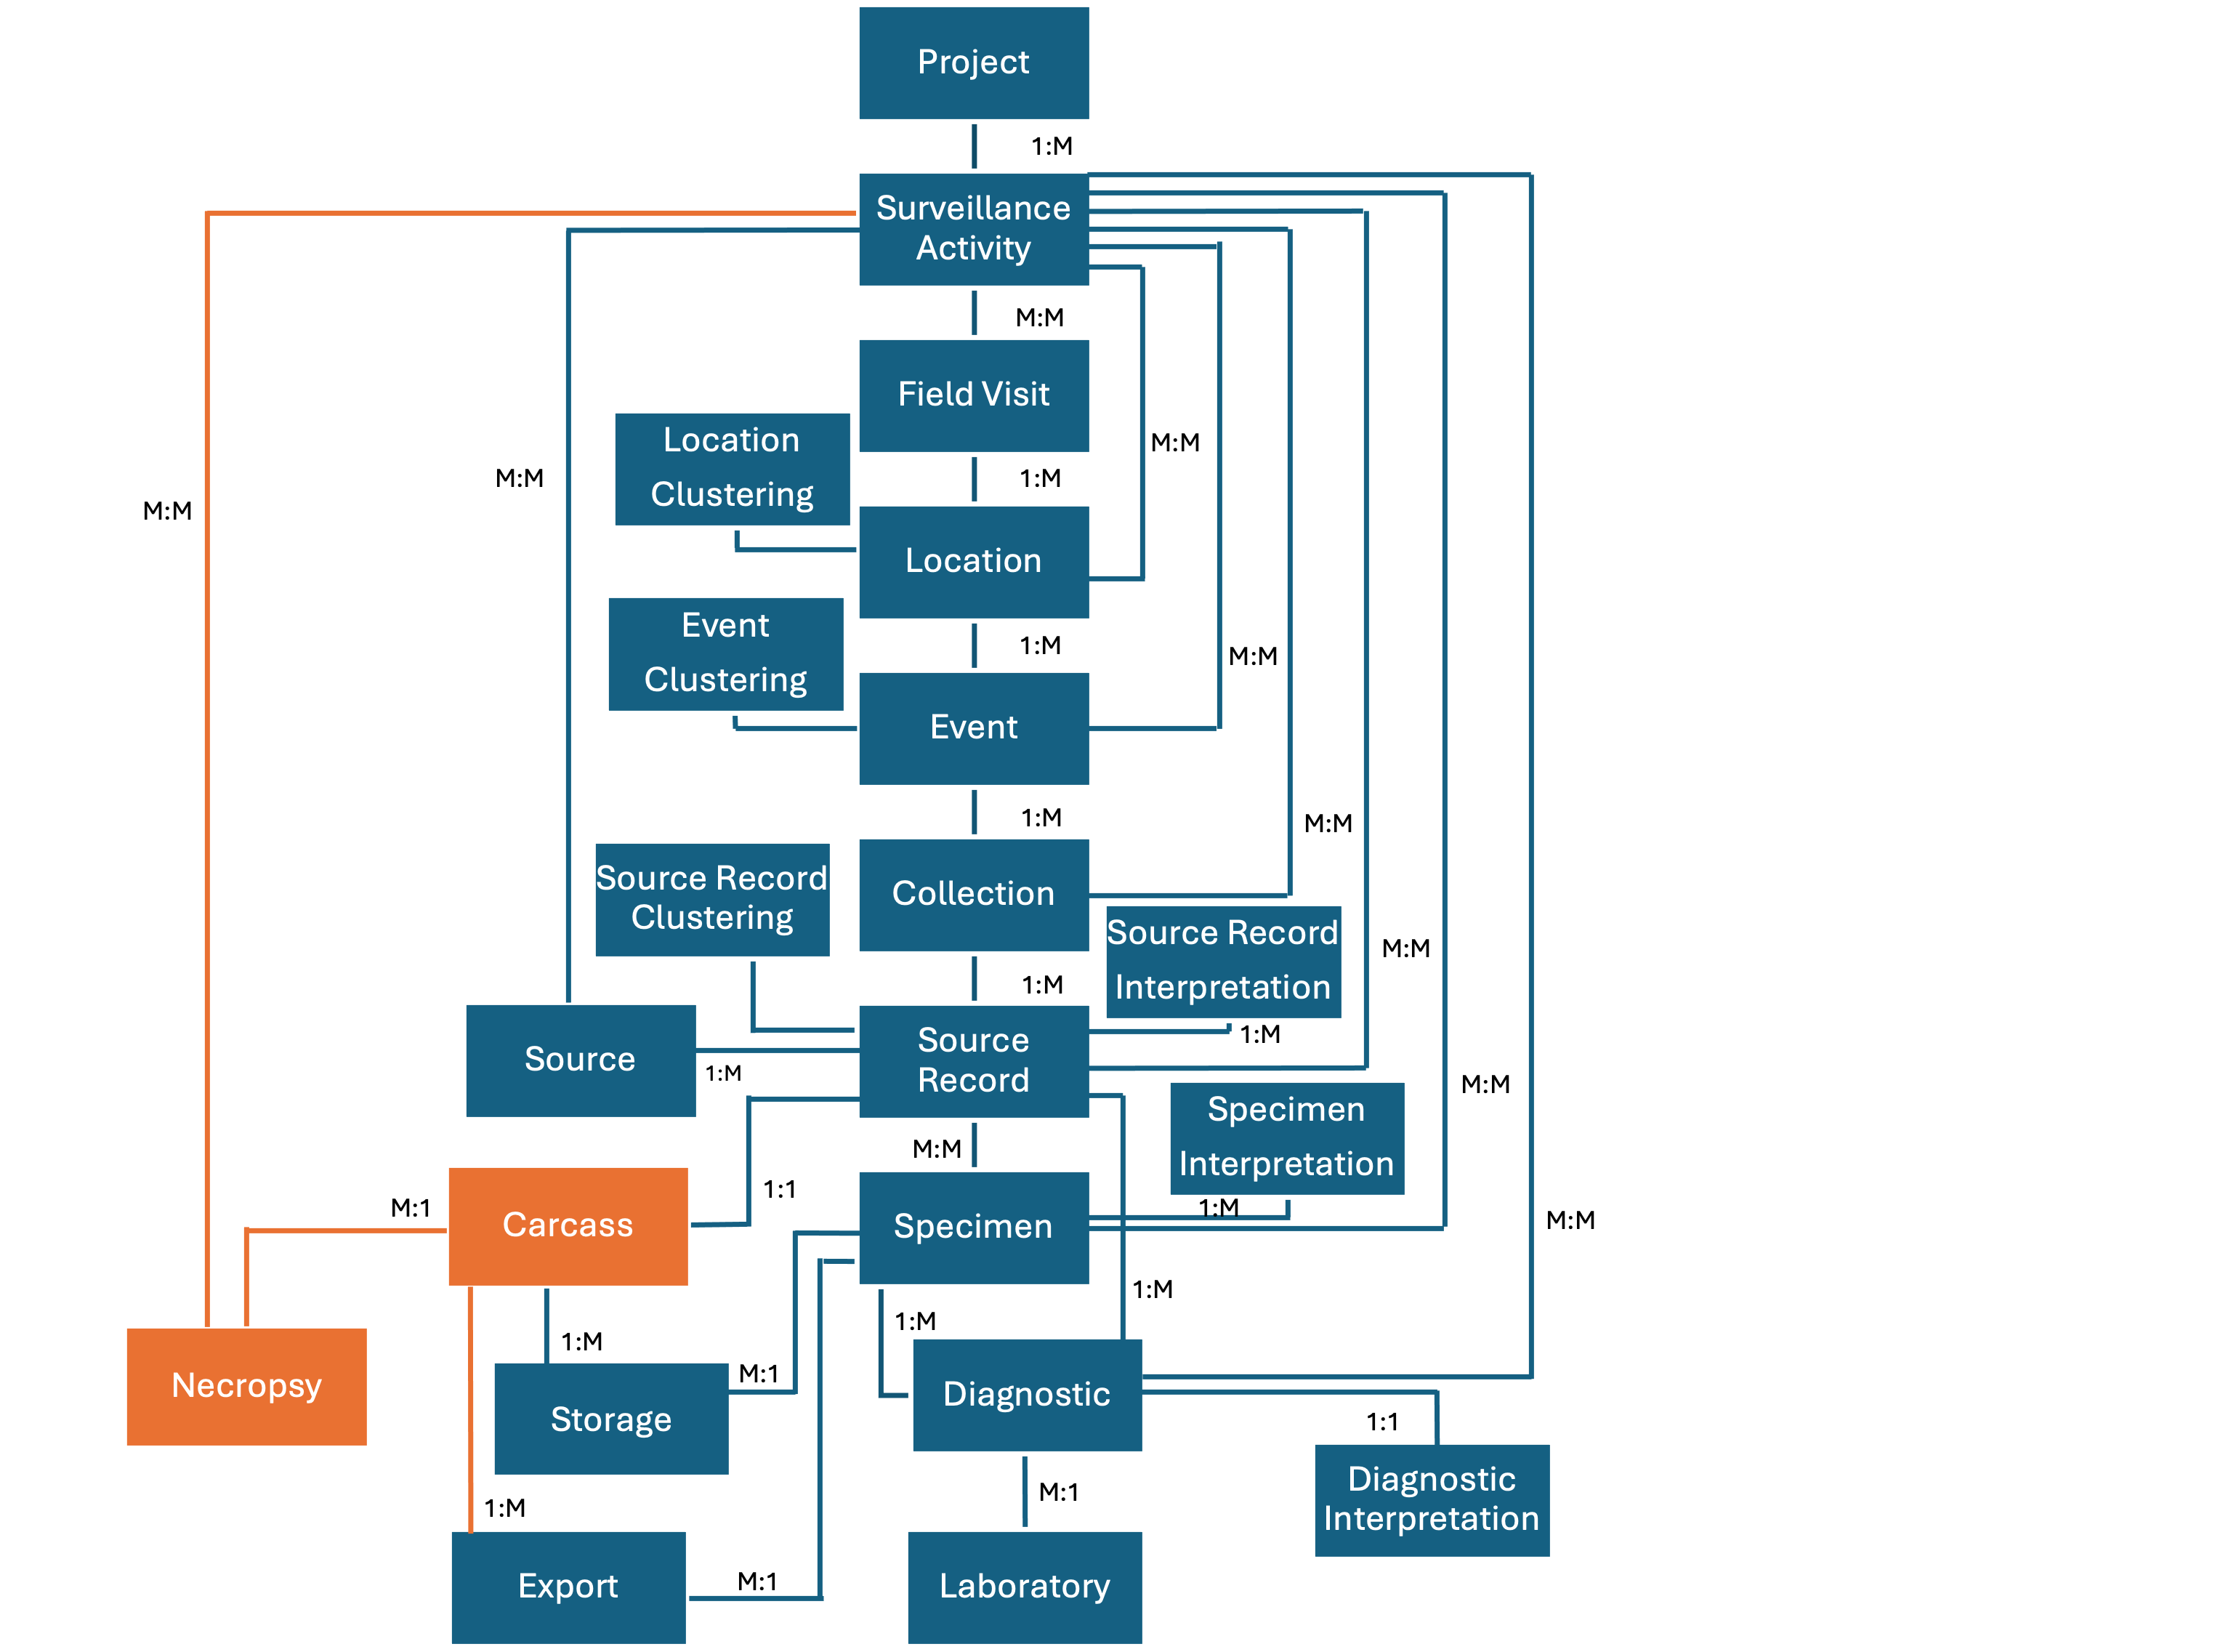 Project
1:M
Surveillance
Activity
M:M
Field Visit
Location
Clustering
M:M
M:M
1:M
M:M
Location
Event
Clustering
1:M
M:M
Event
1:M
M:M
Source Record
Clustering
Collection
Source Record
Interpretation
M:M
1:M
Source
1:M
Source
Record
1:M
M:M
Specimen
Interpretation
M:M
1:1
M:1
Carcass
Specimen
1:M
M:M
1:M
1:M
1:M
Necropsy
M:1
Storage
Diagnostic
1:1
Diagnostic
Interpretation
M:1
1:M
Export
M:1
Laboratory